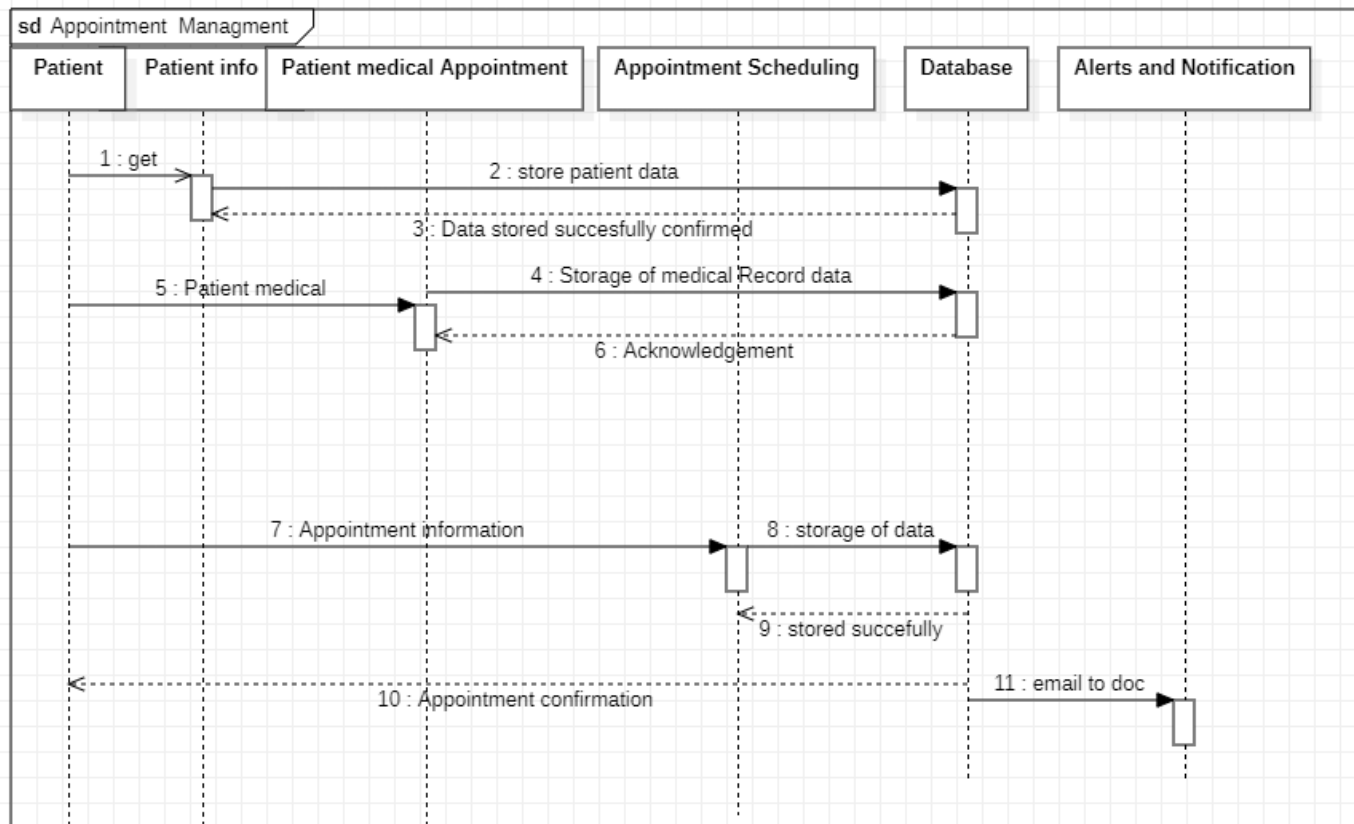 sd Appointment Managment
Patient
Patient info
Patient medical Appointment
Appointment Scheduling
Database
Alerts and Notification
1 : get
2 : store patient data
3 : Data stored succesfully confirmed
4 : Storage of medical Record data
5 : Patient medical
6 : Acknowledgement
7 : Appointment information
8 : storage of data
9 : stored succefully
10 : Appointment confirmation
11 : email to doc